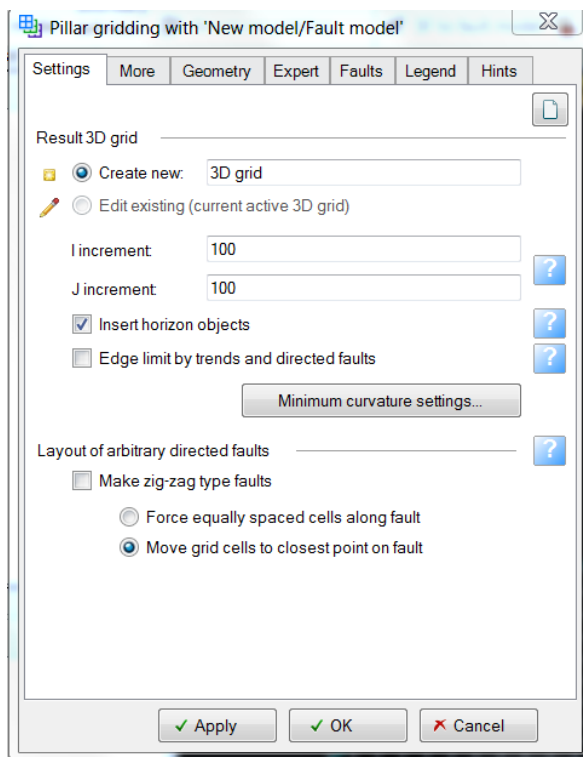 Pillar gridding with 'New model/Fault model'
Settings More Geometry Expert Faults Legend Hints
Result 3D grid
Create new: 3D grid
Edit existing (current active 3D grid)
I increment: 100
?
J increment: 100
Insert horizon objects ?
Edge limit by trends and directed faults ?
Minimum curvature settings...
Layout of arbitrary directed faults ?
Make zig-zag type faults
Force equally spaced cells along fault
Move grid cells to closest point on fault
Apply OK Cancel